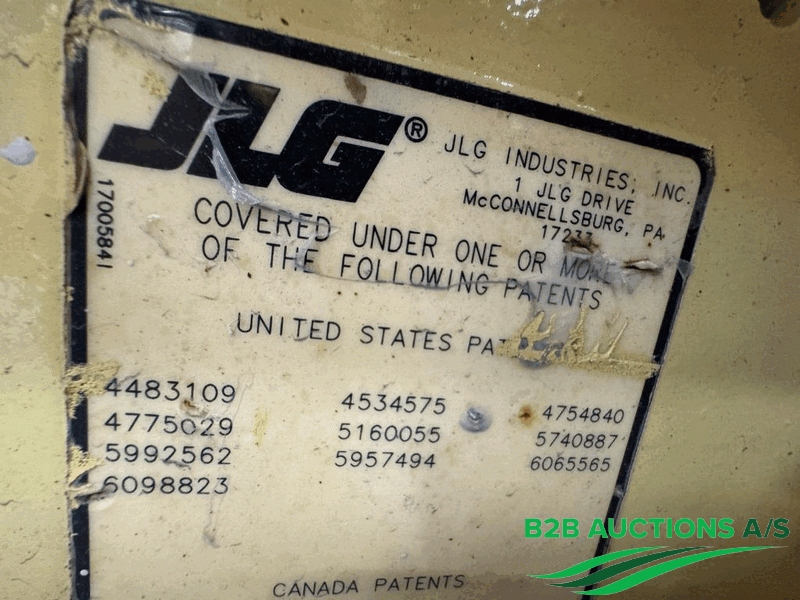 JLG®
JLG INDUSTRIES, INC.
1 JLG DRIVE
McCONNELLSBURG, PA
17233
17005841
COVERED UNDER ONE OR MORE
OF THE FOLLOWING PATENTS
UNITED STATES
4483109 4534575 4754840
4775029 5160055 5740887
5992562 5957494 6065565
6098823
CANADA PATENTS
B2B AUCTIONS A/S